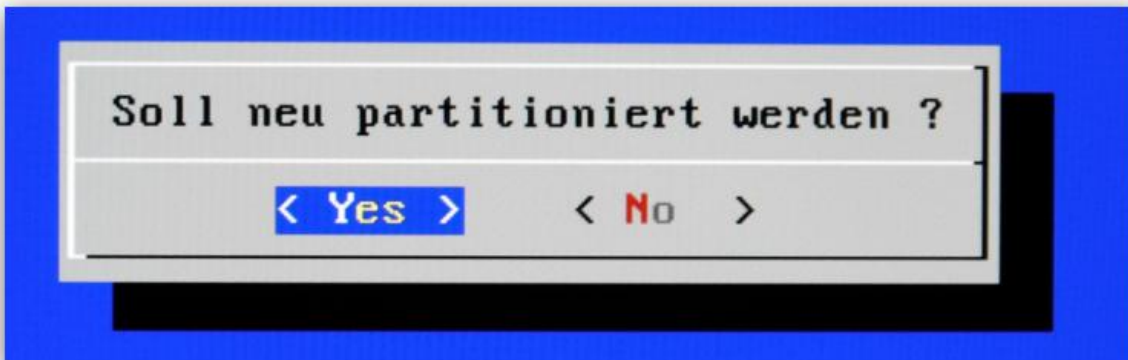 Soll neu partitioniert werden ?
< Yes > < No >